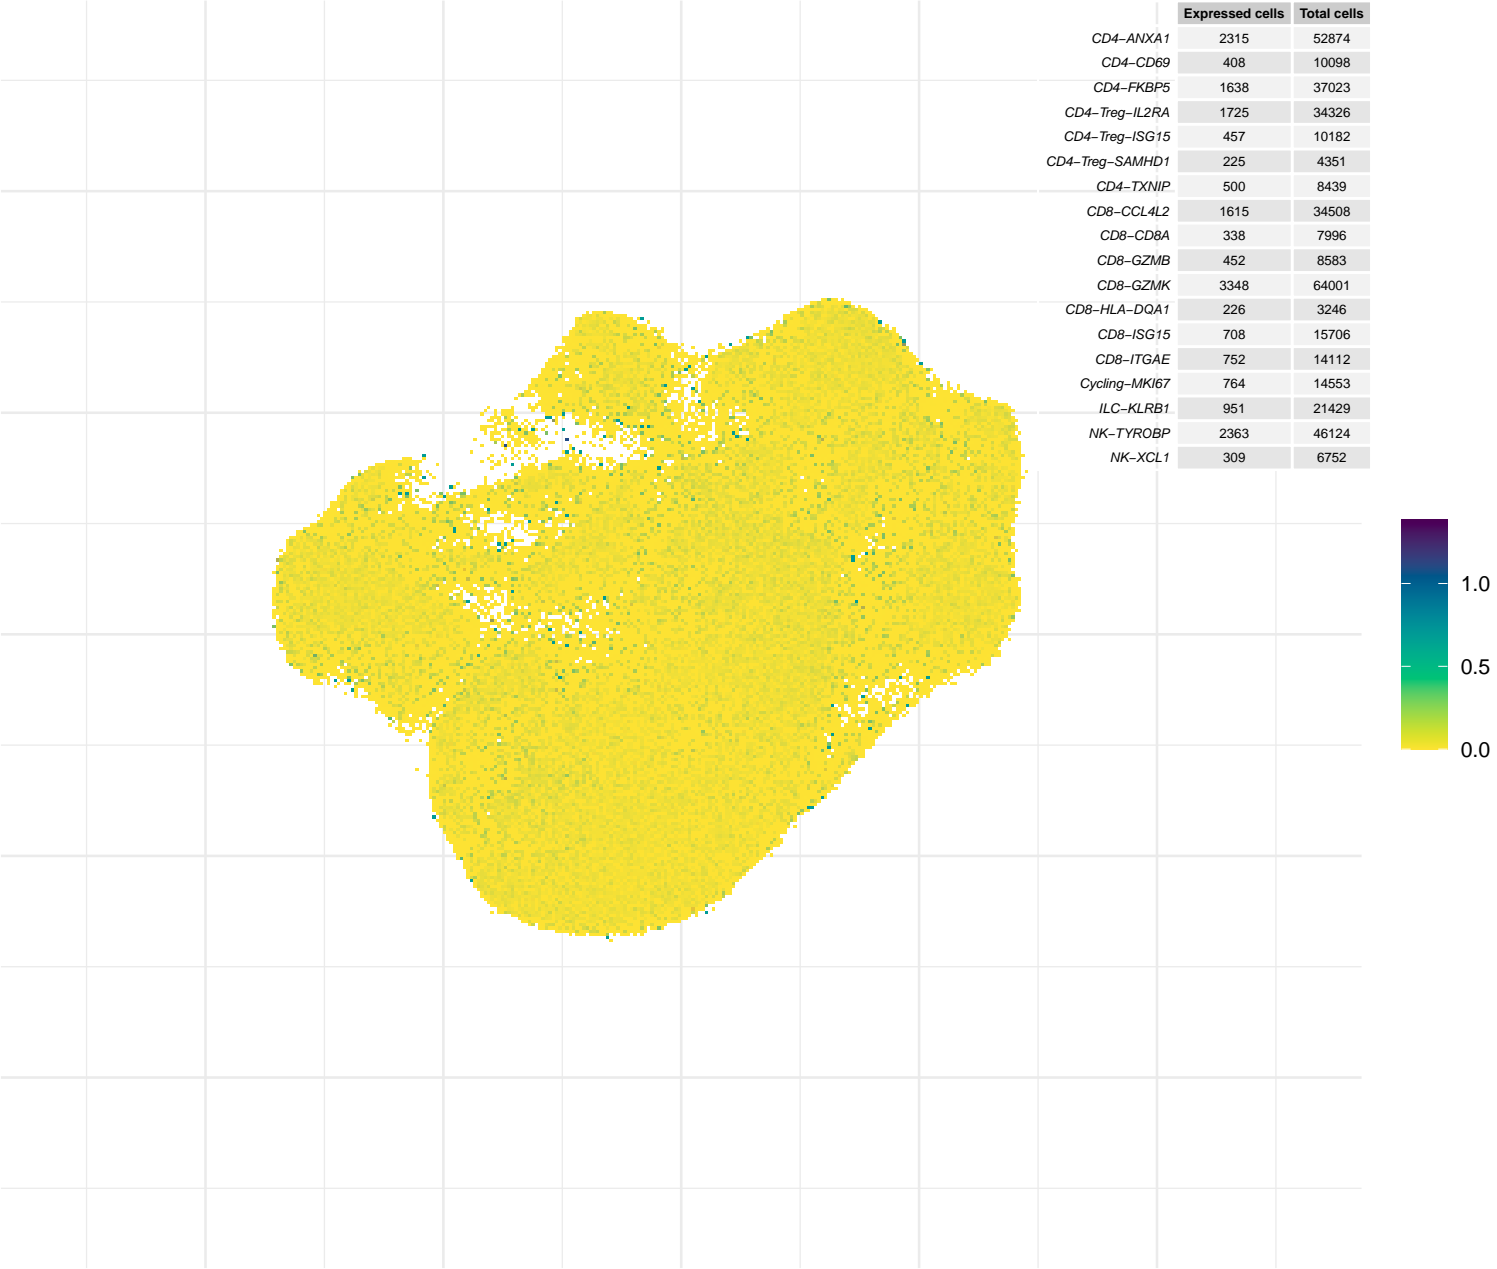 Expressed cells Total cells
CD4−ANXA1 2315 52874
CD4−CD69 408 10098
CD4−FKBP5 1638 37023
CD4−Treg−IL2RA 1725 34326
CD4−Treg−ISG15 457 10182
CD4−Treg−SAMHD1 225 4351
CD4−TXNIP 500 8439
CD8−CCL4L2 1615 34508
CD8−CD8A 338 7996
CD8−GZMB 452 8583
CD8−GZMK 3348 64001
CD8−HLA−DQA1 226 3246
CD8−ISG15 708 15706
CD8−ITGAE 752 14112
Cycling−MKI67 764 14553
ILC−KLRB1 951 21429
NK−TYROBP 2363 46124
NK−XCL1 309 6752
1.0
0.5
0.0